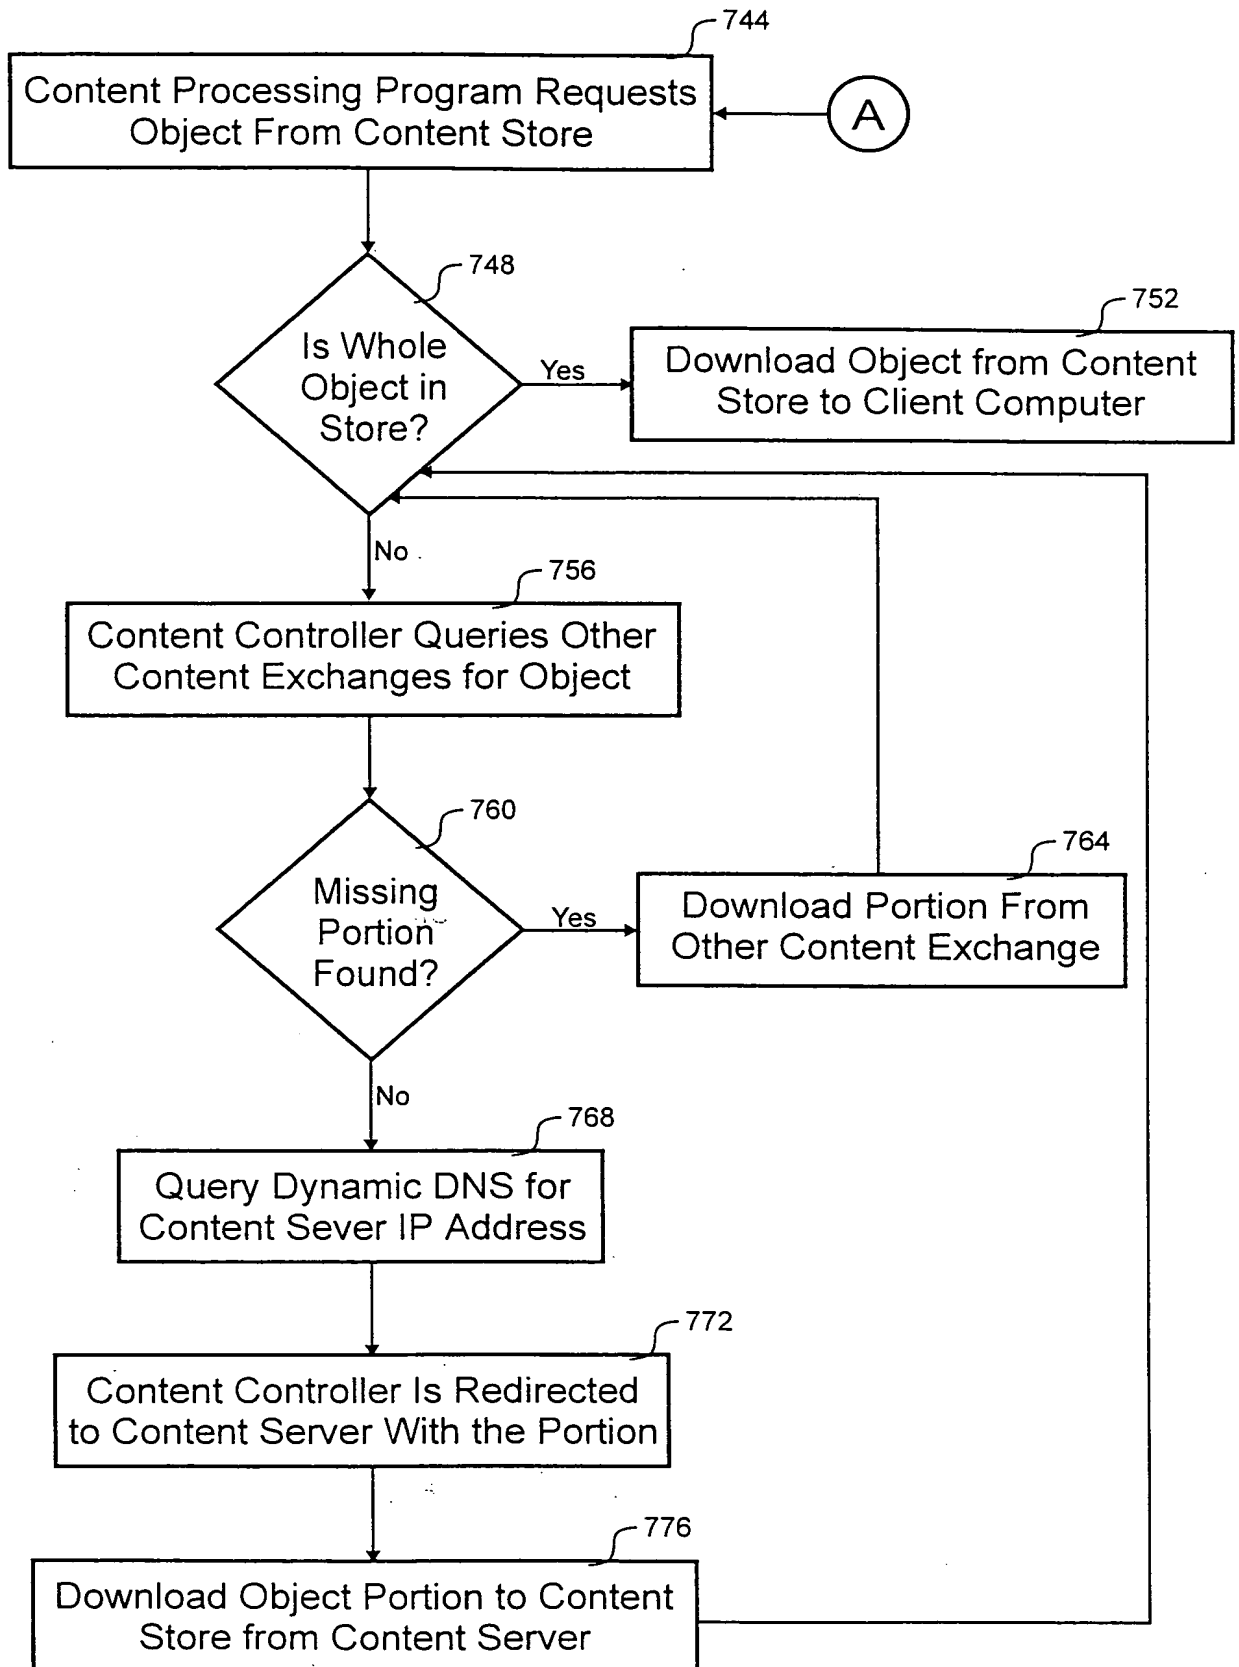 744
Content Processing Program Requests
Object From Content Store
A
748
Is Whole
Object in
Store?
Yes
752
Download Object from Content
Store to Client Computer
No
756
Content Controller Queries Other
Content Exchanges for Object
760
Missing
Portion
Found?
Yes
764
Download Portion From
Other Content Exchange
No
768
Query Dynamic DNS for
Content Sever IP Address
772
Content Controller Is Redirected
to Content Server With the Portion
776
Download Object Portion to Content
Store from Content Server